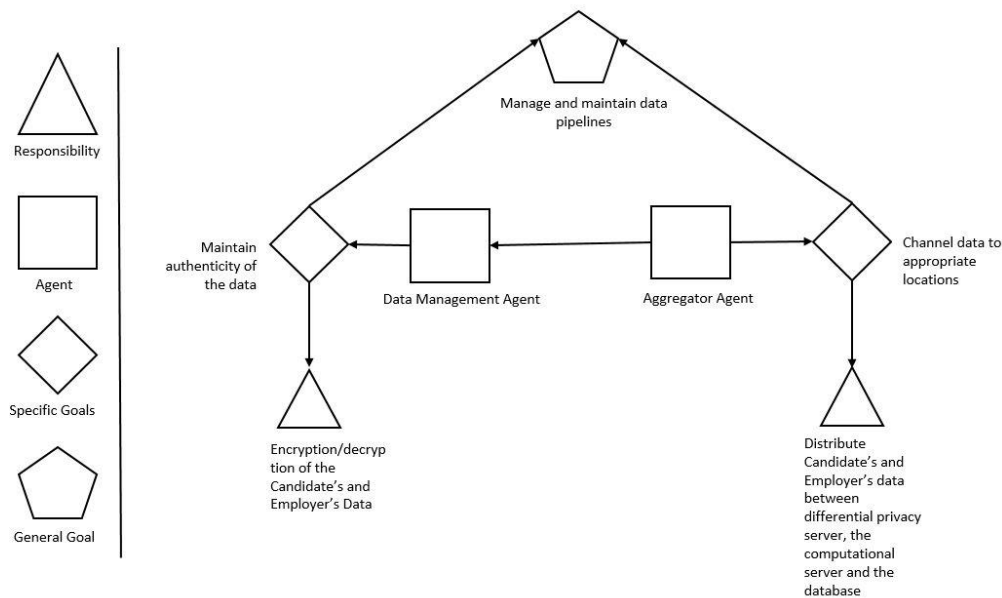 Responsibility
Agent
Specific Goals
General Goal
Manage and maintain data
pipelines
Maintain
authenticity of
the data
Data Management Agent
Aggregator Agent
Channel data to
appropriate
locations
Encryption/decryp
tion of the
Candidate’s and
Employer’s Data
Distribute
Candidate’s and
Employer’s data
between
differential privacy
server, the
computational
server and the
database